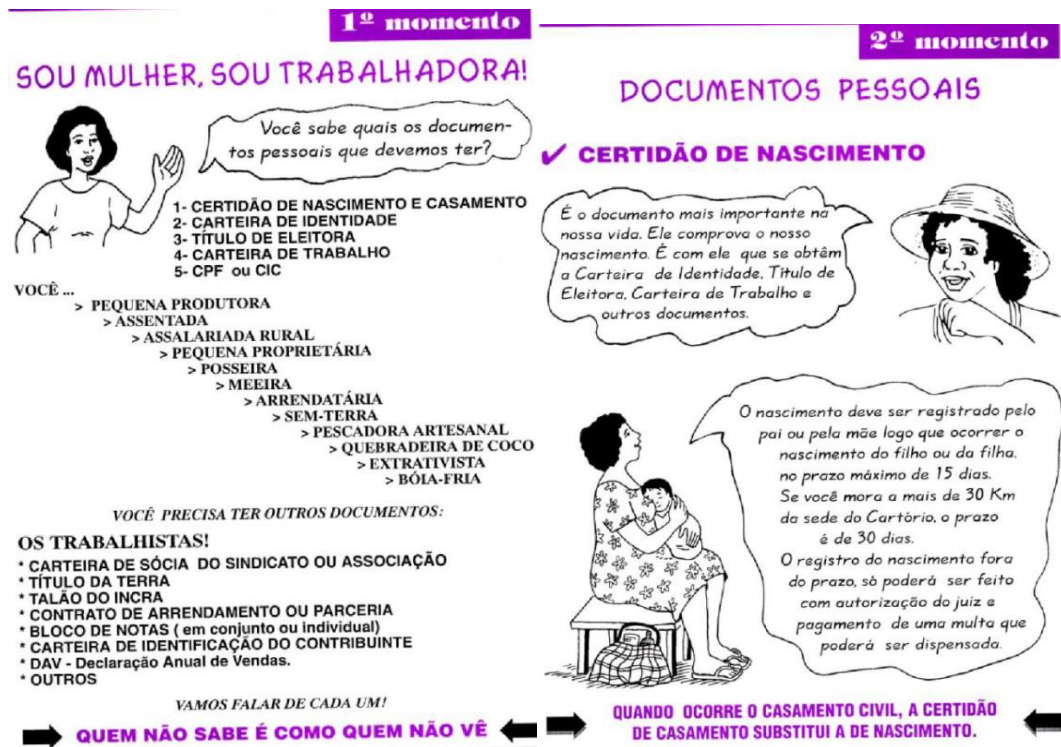 1º momento
SOU MULHER, SOU TRABALHADORA!
Você sabe quais os documen-
tos pessoais que devemos ter?
1- CERTIDÃO DE NASCIMENTO E CASAMENTO
2- CARTEIRA DE IDENTIDADE
3- TÍTULO DE ELEITORA
4- CARTEIRA DE TRABALHO
5- CPF ou CIC
VOCÊ ...
> PEQUENA PRODUTORA
> ASSENTADA
> ASSALARIADA RURAL
> PEQUENA PROPRIETÁRIA
> POSSEIRA
> MEEIRA
> ARRENDATÁRIA
> SEM-TERRA
> PESCADORA ARTESANAL
> QUEBRADEIRA DE COCO
> EXTRATIVISTA
> BÓIA-FRIA
VOCÊ PRECISA TER OUTROS DOCUMENTOS:
OS TRABALHISTAS!
* CARTEIRA DE SÓCIA DO SINDICATO OU ASSOCIAÇÃO
* TÍTULO DA TERRA
* TALÃO DO INCRA
* CONTRATO DE ARRENDAMENTO OU PARCERIA
* BLOCO DE NOTAS ( em conjunto ou individual)
* CARTEIRA DE IDENTIFICAÇÃO DO CONTRIBUINTE
* DAV - Declaração Anual de Vendas.
* OUTROS
VAMOS FALAR DE CADA UM!
QUEM NÃO SABE É COMO QUEM NÃO VÊ
2º momento
DOCUMENTOS PESSOAIS
✔ CERTIDÃO DE NASCIMENTO
É o documento mais importante na
nossa vida. Ele comprova o nosso
nascimento. É com ele que se obtêm
a Carteira de Identidade, Título de
Eleitora, Carteira de Trabalho e
outros documentos.
O nascimento deve ser registrado pelo
pai ou pela mãe logo que ocorrer o
nascimento do filho ou da filha,
no prazo máximo de 15 dias.
Se você mora a mais de 30 Km
da sede do Cartório, o prazo
é de 30 dias.
O registro do nascimento fora
do prazo, só poderá ser feito
com autorização do juiz e
pagamento de uma multa que
poderá ser dispensada.
QUANDO OCORRE O CASAMENTO CIVIL, A CERTIDÃO
DE CASAMENTO SUBSTITUI A DE NASCIMENTO.